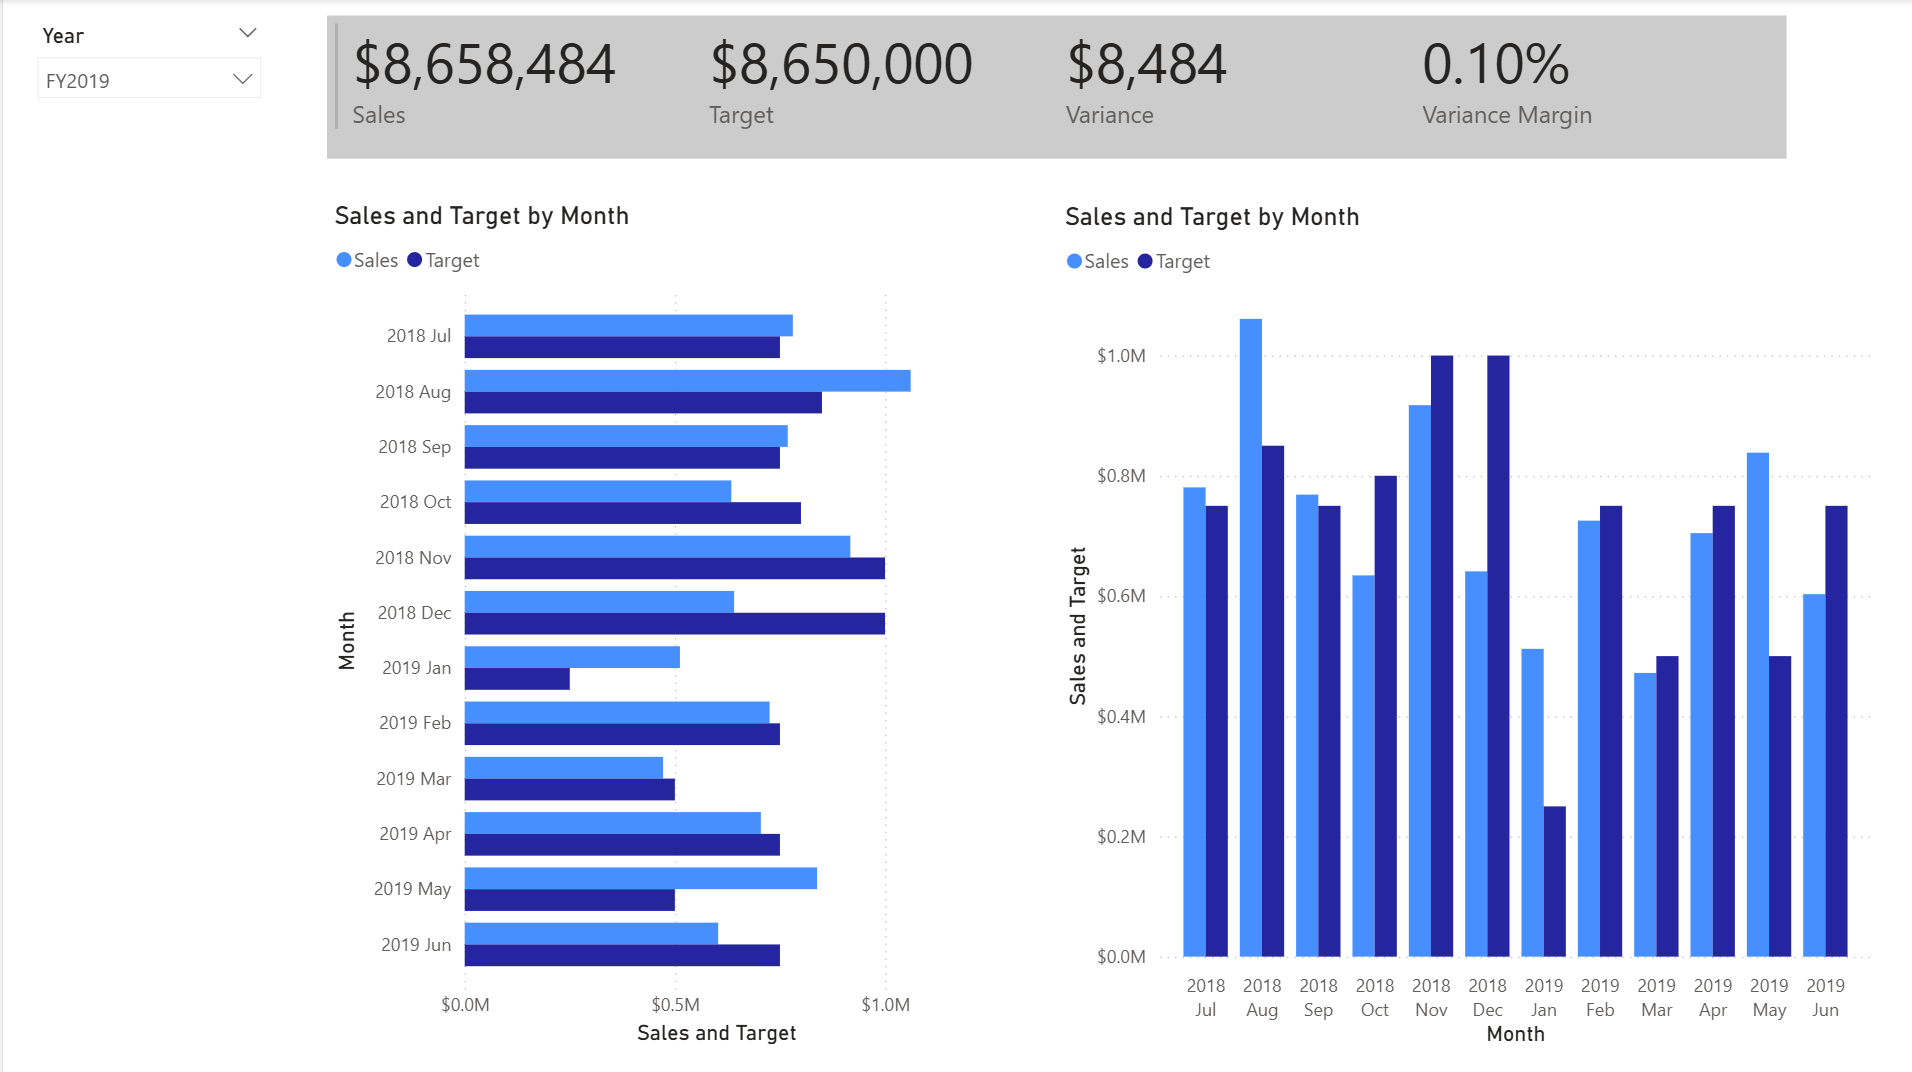 Year
FY2019
$8,658,484
Sales
$8,650,000
Target
$8,484
Variance
0.10%
Variance Margin
Sales and Target by Month
Sales Target
2018 Jul
2018 Aug
2018 Sep
2018 Oct
2018 Nov
2018 Dec
2019 Jan
2019 Feb
2019 Mar
2019 Apr
2019 May
2019 Jun
Month
$0.0M $0.5M $1.0M
Sales and Target
Sales and Target by Month
Sales Target
$1.0M
$0.8M
$0.6M
$0.4M
$0.2M
$0.0M
Sales and Target
2018 2018 2018 2018 2018 2018 2019 2019 2019 2019 2019 2019
Jul Aug Sep Oct Nov Dec Jan Feb Mar Apr May Jun
Month